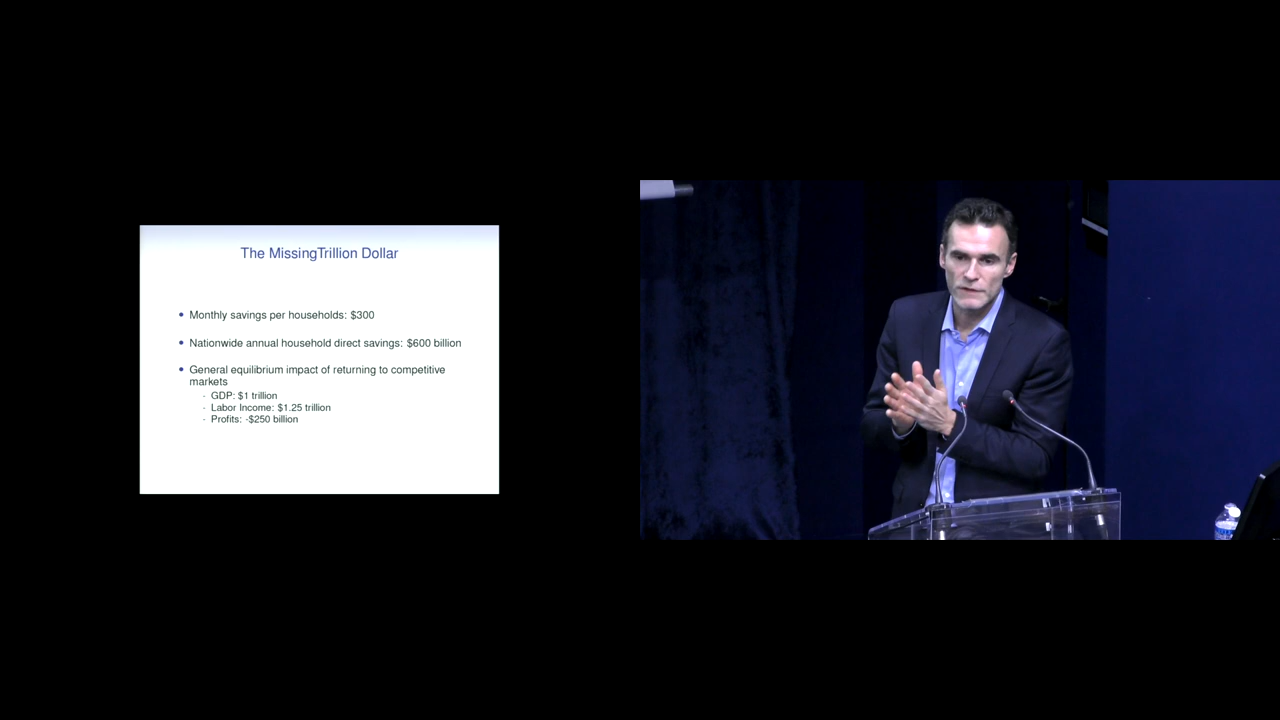 The MissingTrillion Dollar
• Monthly savings per households: $300
• Nationwide annual household direct savings: $600 billion
• General equilibrium impact of returning to competitive
markets
- GDP: $1 trillion
- Labor Income: $1.25 trillion
- Profits: -$250 billion